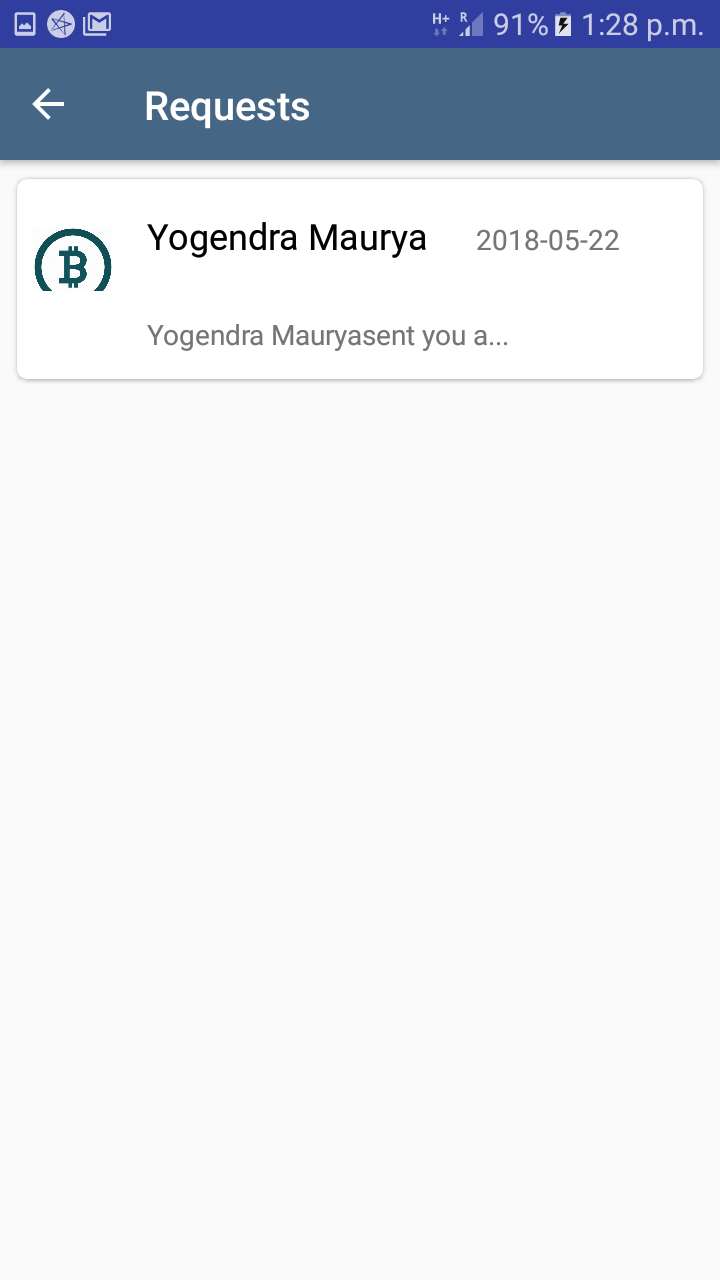 H+ R 91% 1:28 p.m.
Requests
Yogendra Maurya 2018-05-22
Yogendra Mauryasent you a...